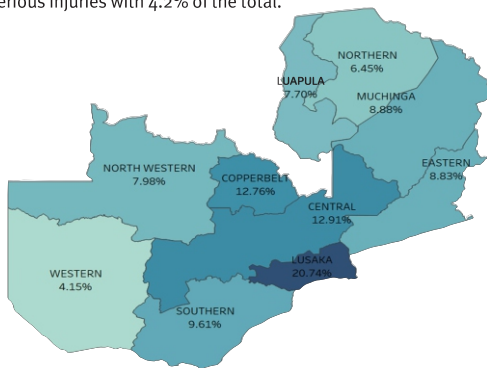 erious injuries with 4.2% of the total.
NORTHERN
6.45%
LUAPULA
7.70%
MUCHINGA
8.88%
NORTH WESTERN
7.98%
COPPERBELT
12.76%
EASTERN
8.83%
CENTRAL
12.91%
LUSAKA
20.74%
WESTERN
4.15%
SOUTHERN
9.61%